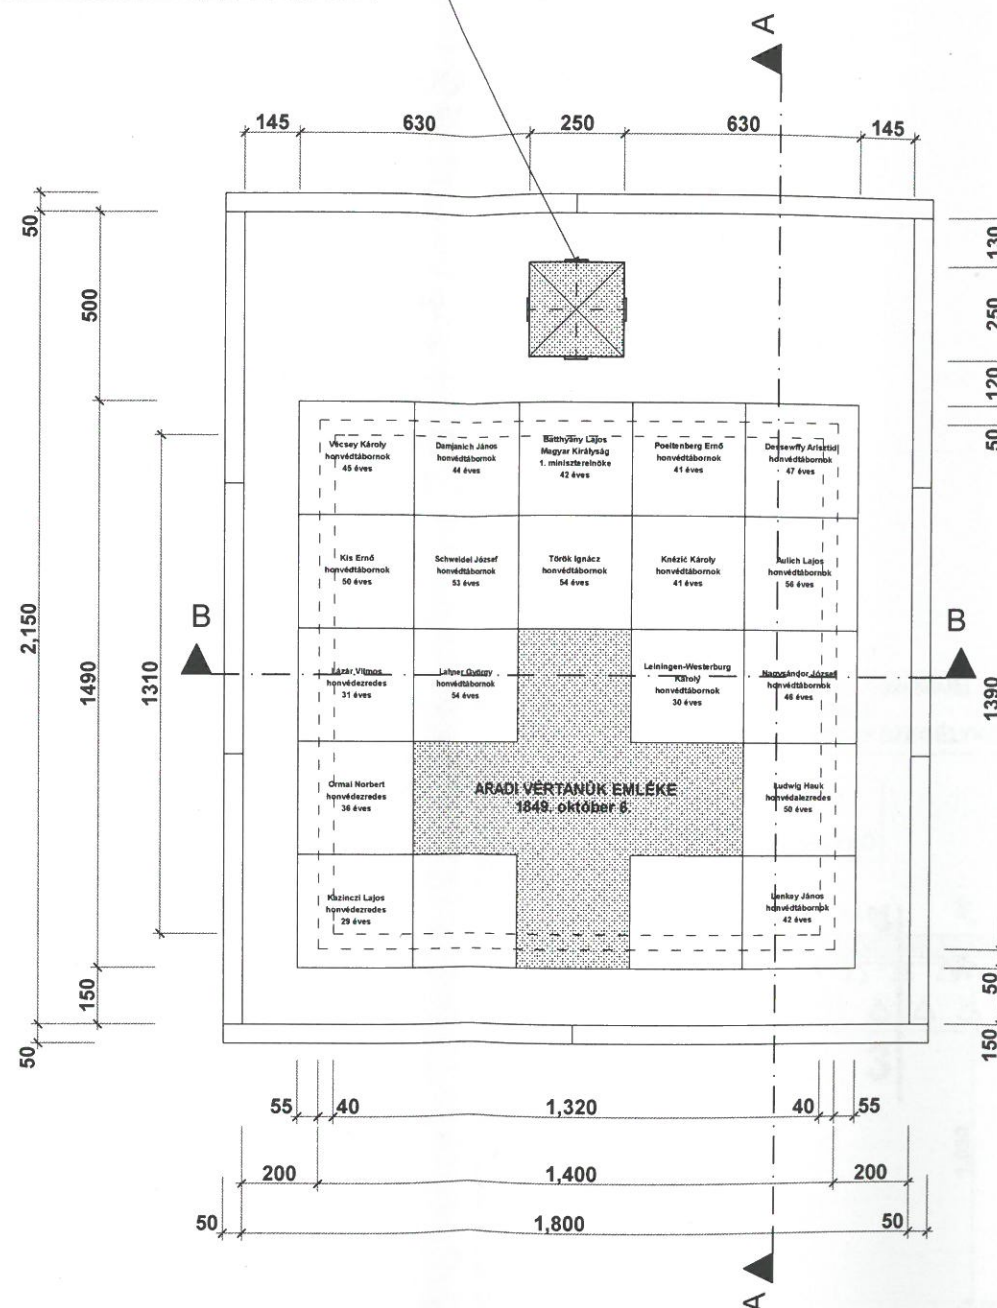 A
145 630 250 630 145
50
2,150
50
500
1490
150
1310
130
250
120
50
1390
50
150
Vécsey Károly
honvédtábornok
45 éves
Damjanich János
honvédtábornok
44 éves
Batthyány Lajos
Magyar Királyság
1. miniszterelnöke
42 éves
Poeltenberg Ernő
honvédtábornok
41 éves
Dessewffy Arisztid
honvédtábornok
47 éves
Kis Ernő
honvédtábornok
50 éves
Schweidel József
honvédtábornok
53 éves
Török Ignácz
honvédtábornok
54 éves
Knézić Károly
honvédtábornok
41 éves
Aulich Lajos
honvédtábornok
56 éves
B
B
Lázár Vilmos
honvédezredes
31 éves
Lahner György
honvédtábornok
54 éves
Leiningen-Westerburg
Károly
honvédtábornok
30 éves
Nagysándor József
honvédtábornok
46 éves
Ormai Norbert
honvédezredes
36 éves
ARADI VÉRTANÚK EMLÉKE
1849. október 6.
Ludwig Hauk
honvédalezredes
50 éves
Kazinczi Lajos
honvédezredes
29 éves
Lenkay János
honvédtábornok
42 éves
55 40 1,320 40 55
200 1,400 200
50 1,800 50
A